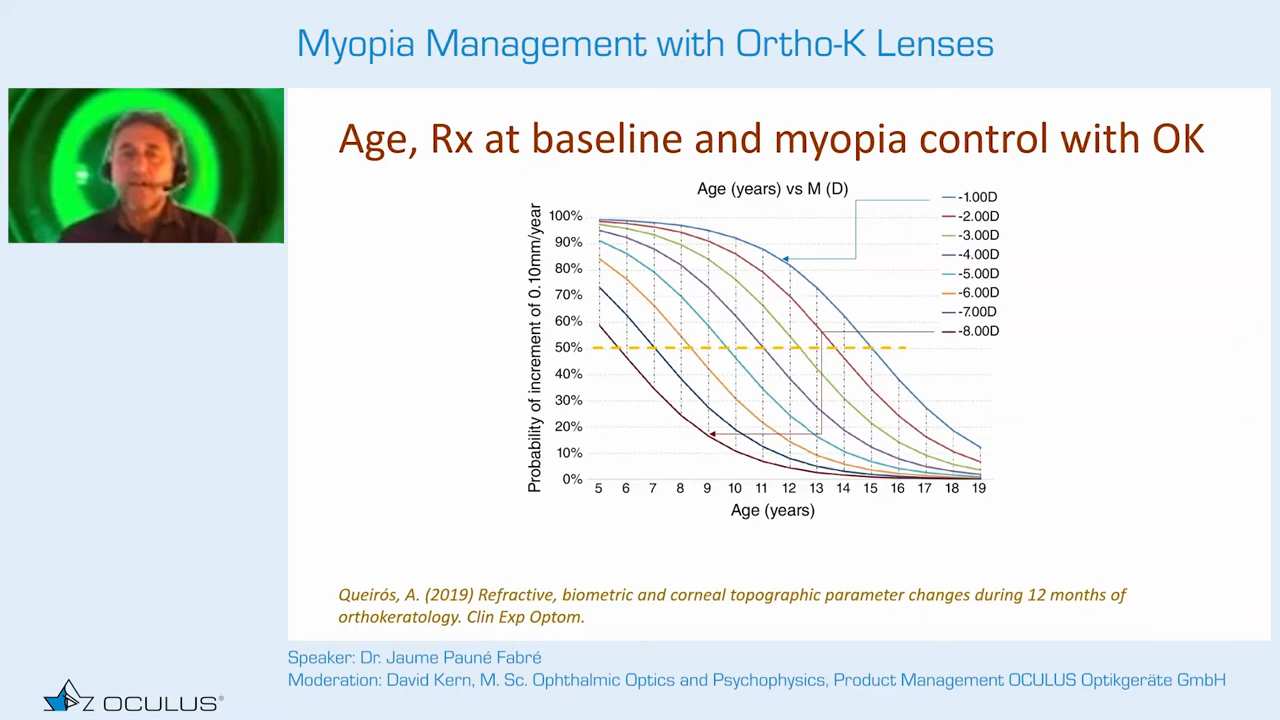 Myopia Management with Ortho-K Lenses
Age, Rx at baseline and myopia control with OK
Age (years) vs M (D)
-1.00D
-2.00D
-3.00D
-4.00D
-5.00D
-6.00D
-7.00D
-8.00D
Probability of increment of 0.10mm/year
100%
90%
80%
70%
60%
50%
40%
30%
20%
10%
0%
5 6 7 8 9 10 11 12 13 14 15 16 17 18 19
Age (years)
Queirós, A. (2019) Refractive, biometric and corneal topographic parameter changes during 12 months of
orthokeratology. Clin Exp Optom.
Speaker: Dr. Jaume Pauné Fabré
Moderation: David Kern, M. Sc. Ophthalmic Optics and Psychophysics, Product Management OCULUS Optikgeräte GmbH
OCULUS®